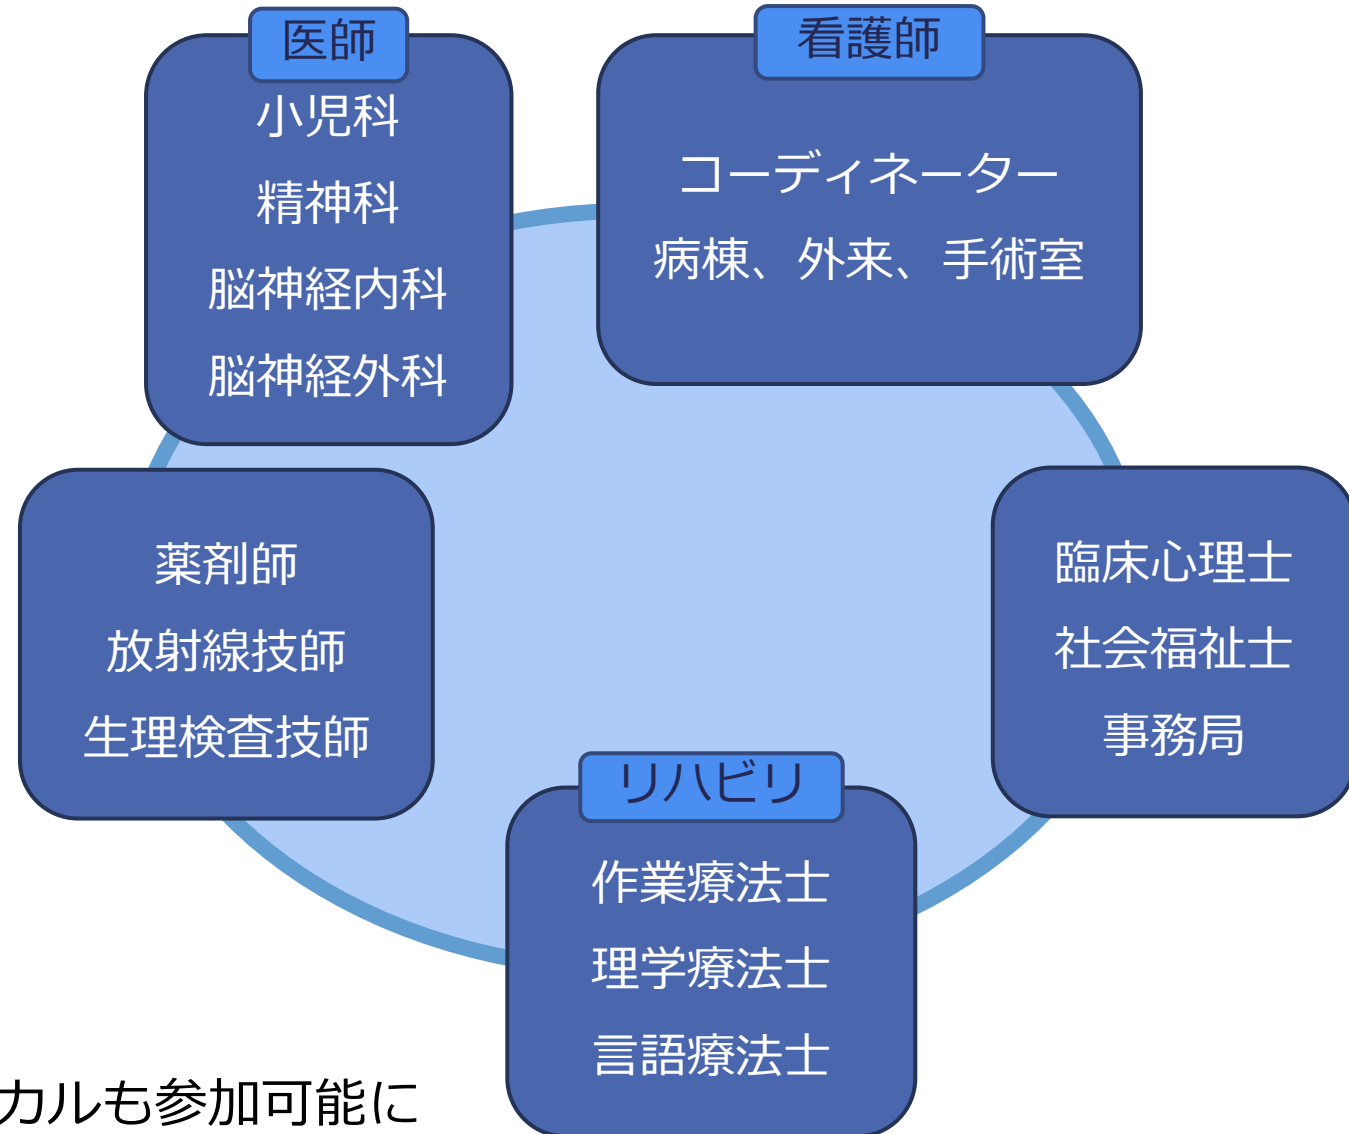 医師
小児科
精神科
脳神経内科
脳神経外科
看護師
コーディネーター
病棟、外来、手術室
薬剤師
放射線技師
生理検査技師
臨床心理士
社会福祉士
事務局
リハビリ
作業療法士
理学療法士
言語療法士
カルも参加可能に